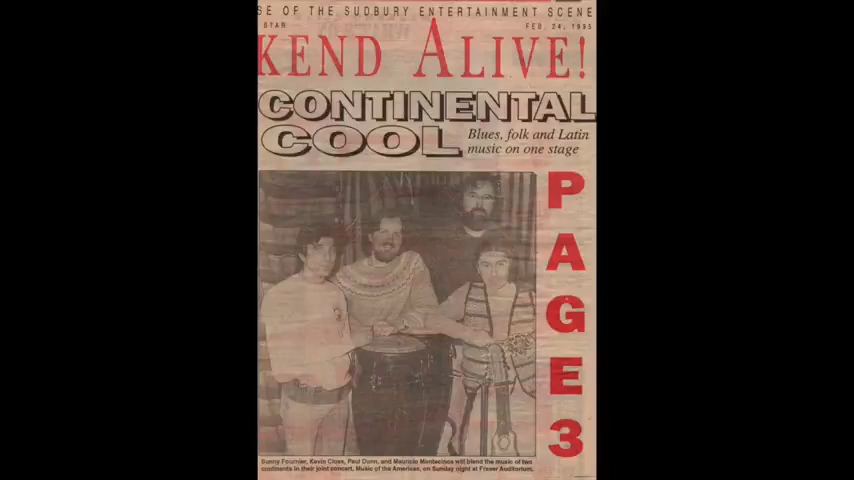 SE OF THE SUDBURY ENTERTAINMENT SCENE
STAR FEB. 24, 1995
KEND ALIVE!
CONTINENTAL
COOL
Blues, folk and Latin
music on one stage
PAGE 3
Sunny Fournier, Kevin Closs, Paul Dunn, and Mauricio Montecinos will blend the music of two
continents in their joint concert, Music of the Americas, on Sunday night at Fraser Auditorium.